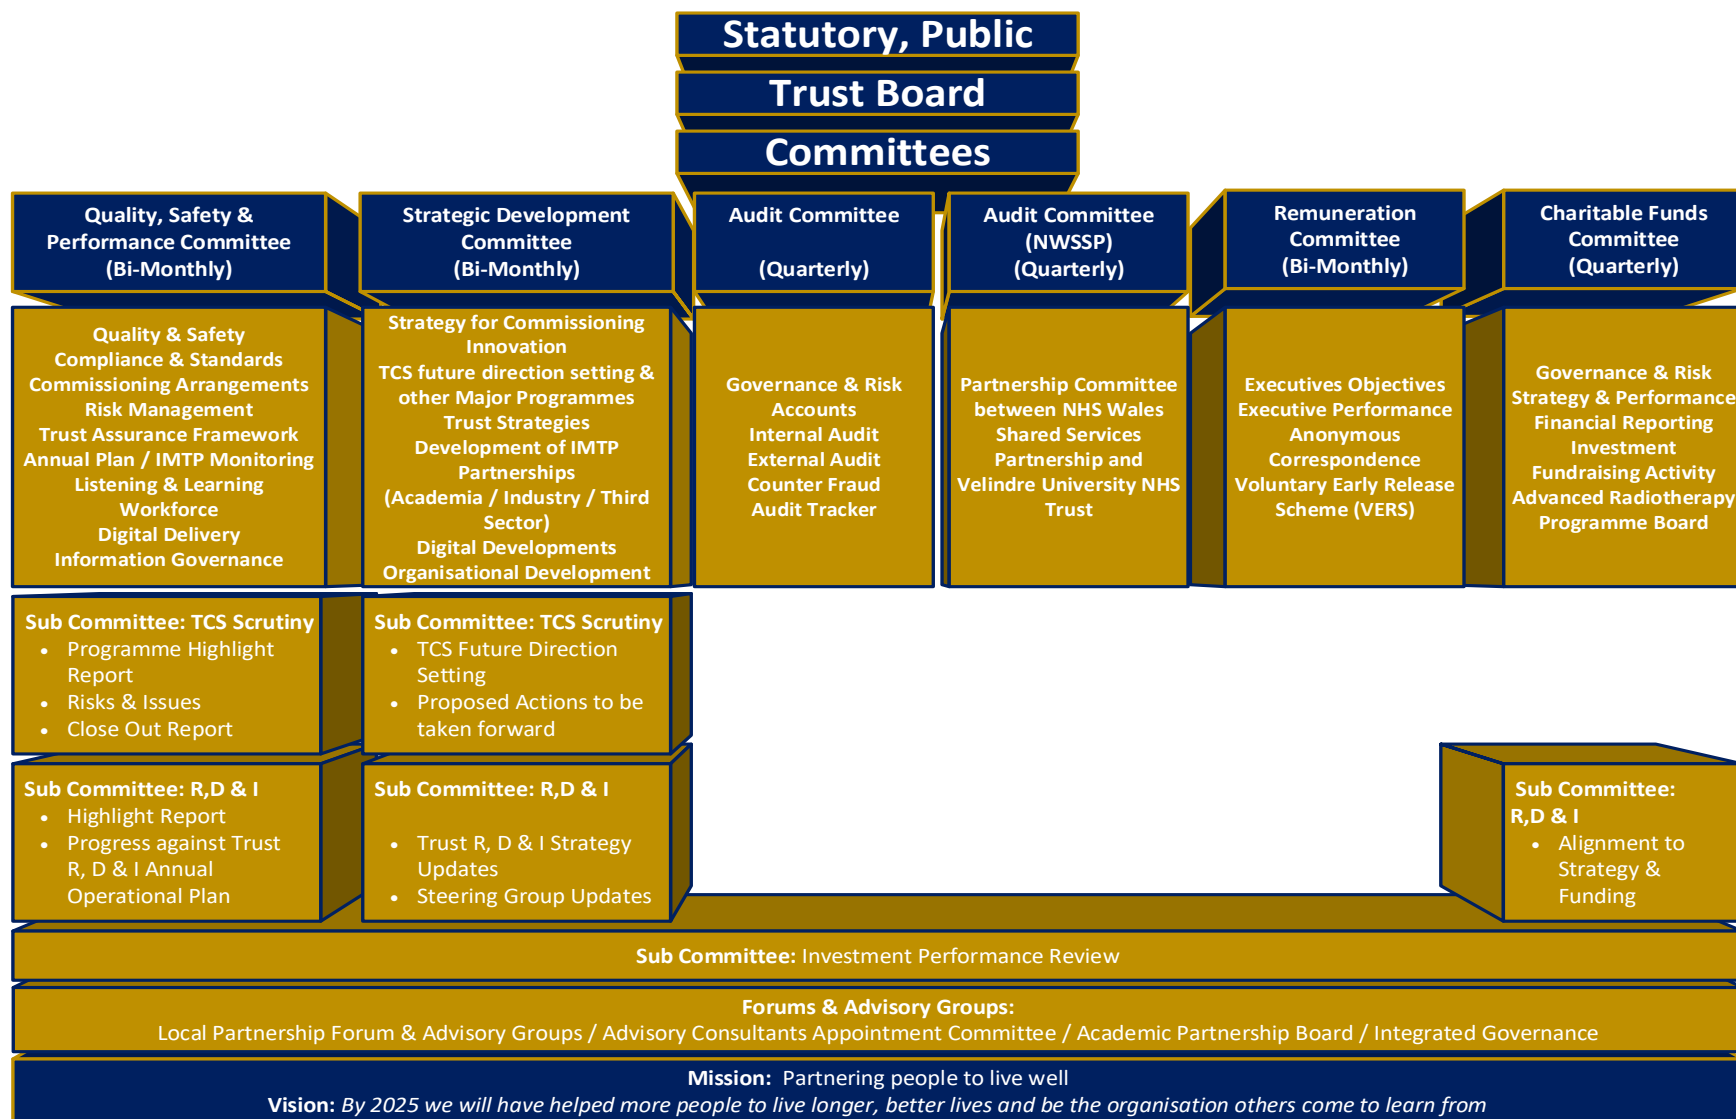 Statutory, Public
Trust Board
Committees
Quality, Safety &
Performance Committee
(Bi-Monthly)
Strategic Development
Committee
(Bi-Monthly)
Audit Committee
(Quarterly)
Audit Committee
(NWSSP)
(Quarterly)
Remuneration
Committee
(Bi-Monthly)
Charitable Funds
Committee
(Quarterly)
Quality & Safety
Compliance & Standards
Commissioning Arrangements
Risk Management
Trust Assurance Framework
Annual Plan / IMTP Monitoring
Listening & Learning
Workforce
Digital Delivery
Information Governance
Strategy for Commissioning
Innovation
TCS future direction setting &
other Major Programmes
Trust Strategies
Development of IMTP
Partnerships
(Academia / Industry / Third
Sector)
Digital Developments
Organisational Development
Governance & Risk
Accounts
Internal Audit
External Audit
Counter Fraud
Audit Tracker
Partnership Committee
between NHS Wales
Shared Services
Partnership and
Velindre University NHS
Trust
Executives Objectives
Executive Performance
Anonymous
Correspondence
Voluntary Early Release
Scheme (VERS)
Governance & Risk
Strategy & Performance
Financial Reporting
Investment
Fundraising Activity
Advanced Radiotherapy
Programme Board
Sub Committee: TCS Scrutiny
• Programme Highlight
Report
• Risks & Issues
• Close Out Report
Sub Committee: TCS Scrutiny
• TCS Future Direction
Setting
• Proposed Actions to be
taken forward
Sub Committee: R,D & I
• Highlight Report
• Progress against Trust
R, D & I Annual
Operational Plan
Sub Committee: R,D & I
• Trust R, D & I Strategy
Updates
• Steering Group Updates
Sub Committee:
R,D & I
• Alignment to
Strategy &
Funding
Sub Committee: Investment Performance Review
Forums & Advisory Groups:
Local Partnership Forum & Advisory Groups / Advisory Consultants Appointment Committee / Academic Partnership Board / Integrated Governance
Mission: Partnering people to live well
Vision: By 2025 we will have helped more people to live longer, better lives and be the organisation others come to learn from